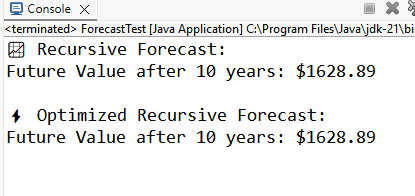 Console ×
<terminated> ForecastTest [Java Application] C:\Program Files\Java\jdk-21\bi
📈 Recursive Forecast:
Future Value after 10 years: $1628.89
⚡ Optimized Recursive Forecast:
Future Value after 10 years: $1628.89